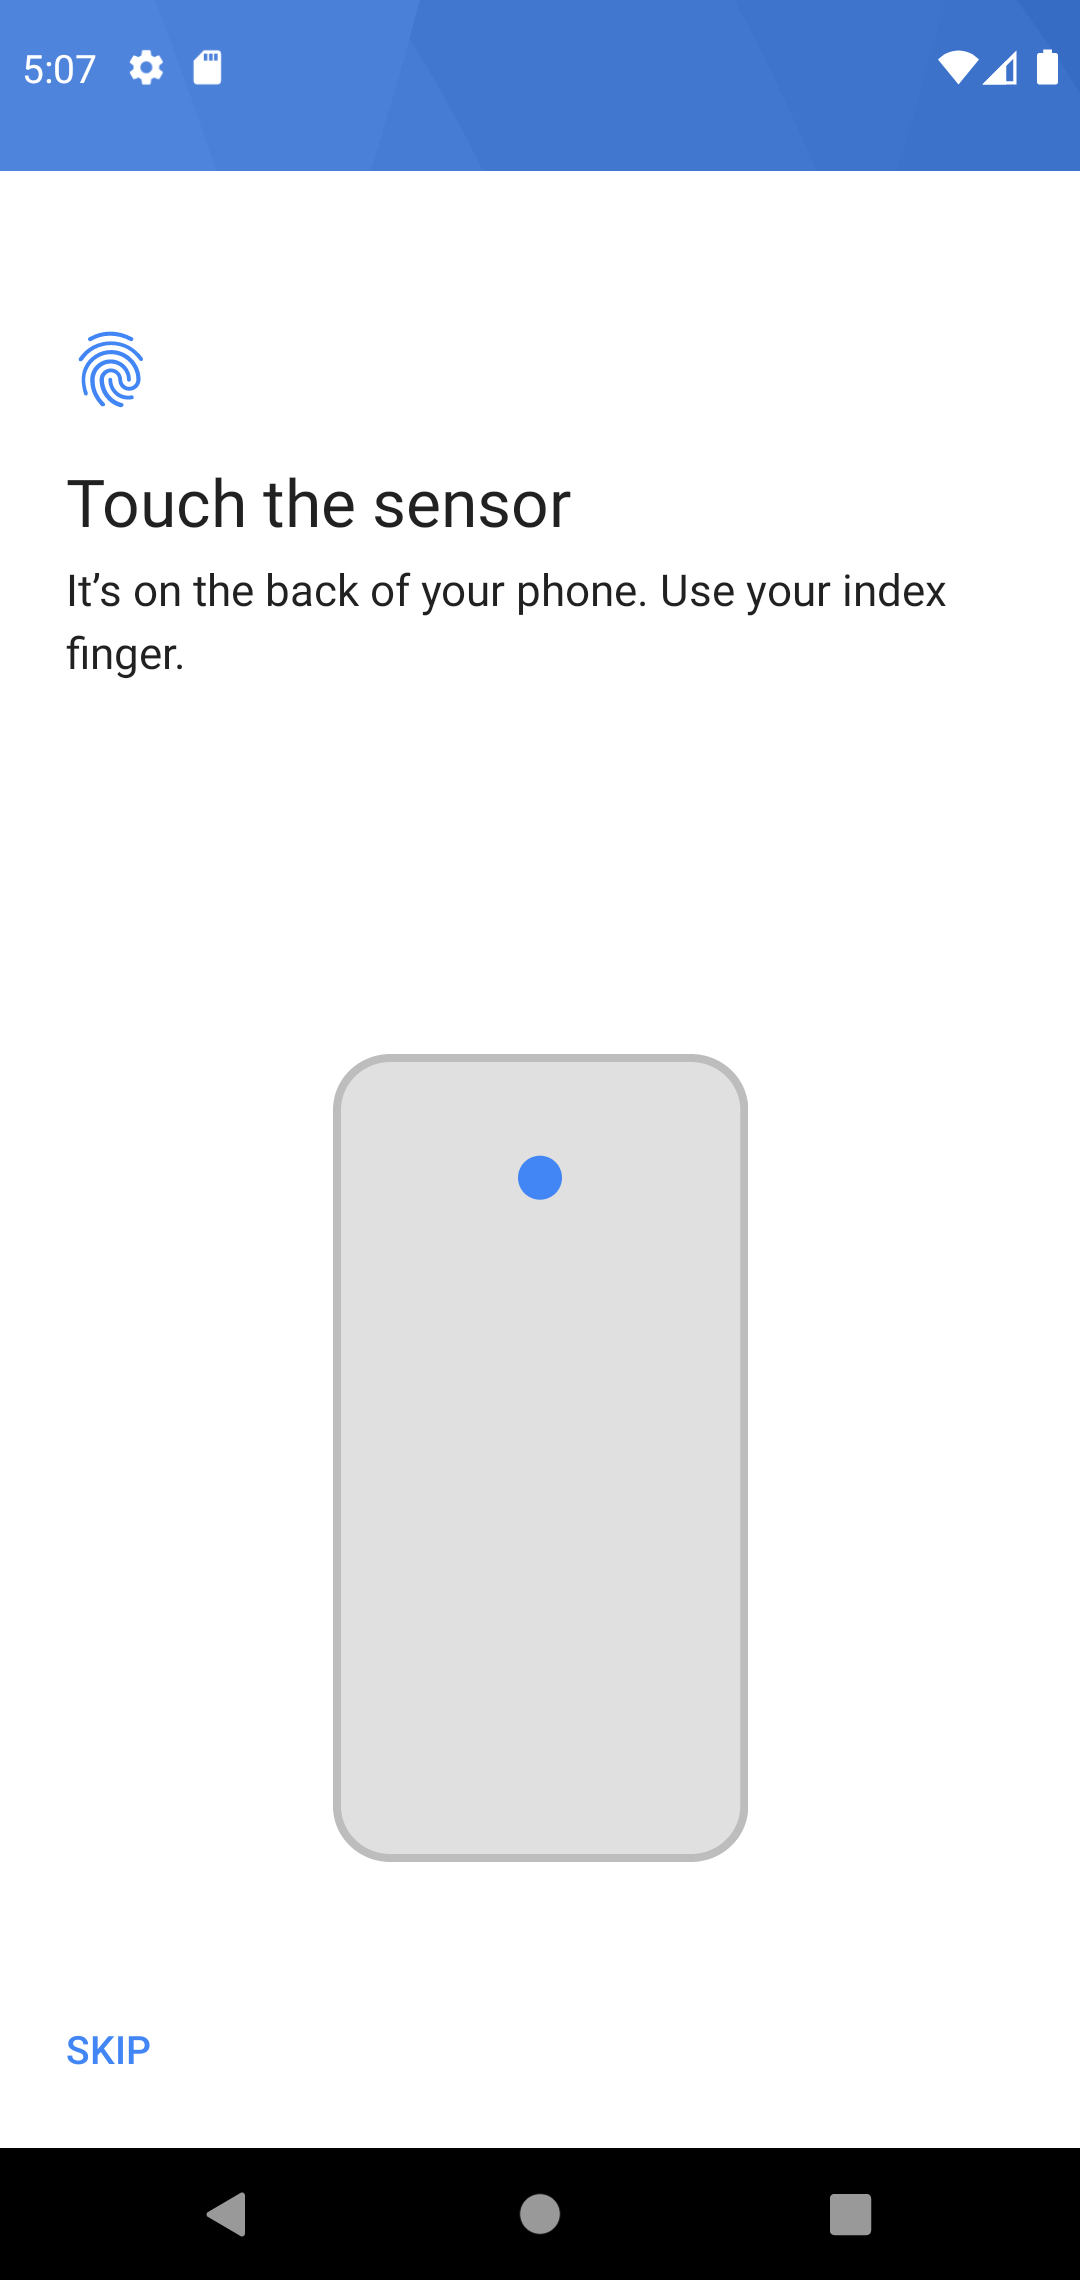 5:07
Touch the sensor
It’s on the back of your phone. Use your index
finger.
SKIP